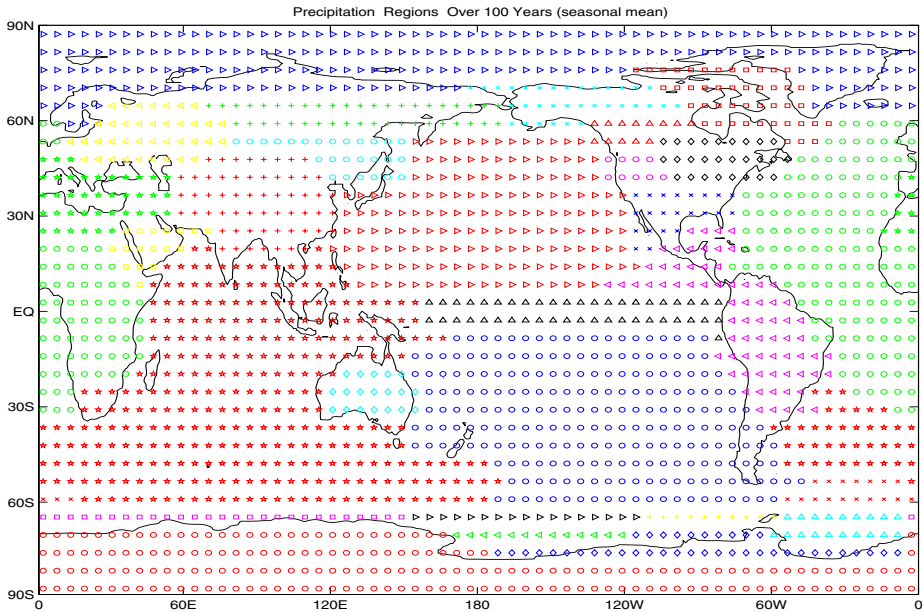 Precipitation Regions Over 100 Years (seasonal mean)
90N
60N
30N
EQ
30S
60S
90S
0 60E 120E 180 120W 60W 0